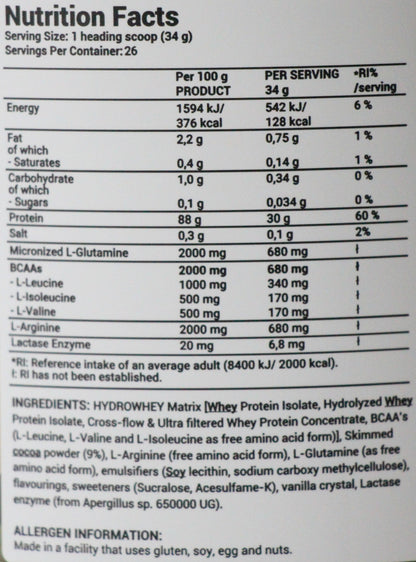 Nutrition Facts
Serving Size: 1 heading scoop (34 g)
Servings Per Container: 26
Per 100 g PER SERVING *RI%
PRODUCT 34 g /serving
Energy 1594 kJ/ 542 kJ/ 6 %
376 kcal 128 kcal
Fat 2,2 g 0,75 g 1 %
of which
- Saturates 0,4 g 0,14 g 1 %
Carbohydrate 1,0 g 0,34 g 0 %
of which
- Sugars 0,1 g 0,034 g 0 %
Protein 88 g 30 g 60 %
Salt 0,3 g 0,1 g 2%
Micronized L-Glutamine 2000 mg 680 mg ƚ
BCAAs 2000 mg 680 mg ƚ
- L-Leucine 1000 mg 340 mg
- L-Isoleucine 500 mg 170 mg
- L-Valine 500 mg 170 mg
L-Arginine 2000 mg 680 mg ƚ
Lactase Enzyme 20 mg 6,8 mg ƚ
*RI: Reference intake of an average adult (8400 kJ/ 2000 kcal).
ƚ: RI has not been established.
INGREDIENTS: HYDROWHEY Matrix [Whey Protein Isolate, Hydrolyzed Whey
Protein Isolate, Cross-flow & Ultra filtered Whey Protein Concentrate, BCAA's
(L-Leucine, L-Valine and L-Isoleucine as free amino acid form)], Skimmed
cocoa powder (9%), L-Arginine (free amino acid form), L-Glutamine (as free
amino acid form), emulsifiers (Soy lecithin, sodium carboxy methylcellulose),
flavourings, sweeteners (Sucralose, Acesulfame-K), vanilla crystal, Lactase
enzyme (from Apergillus sp. 650000 UG).
ALLERGEN INFORMATION:
Made in a facility that uses gluten, soy, egg and nuts.